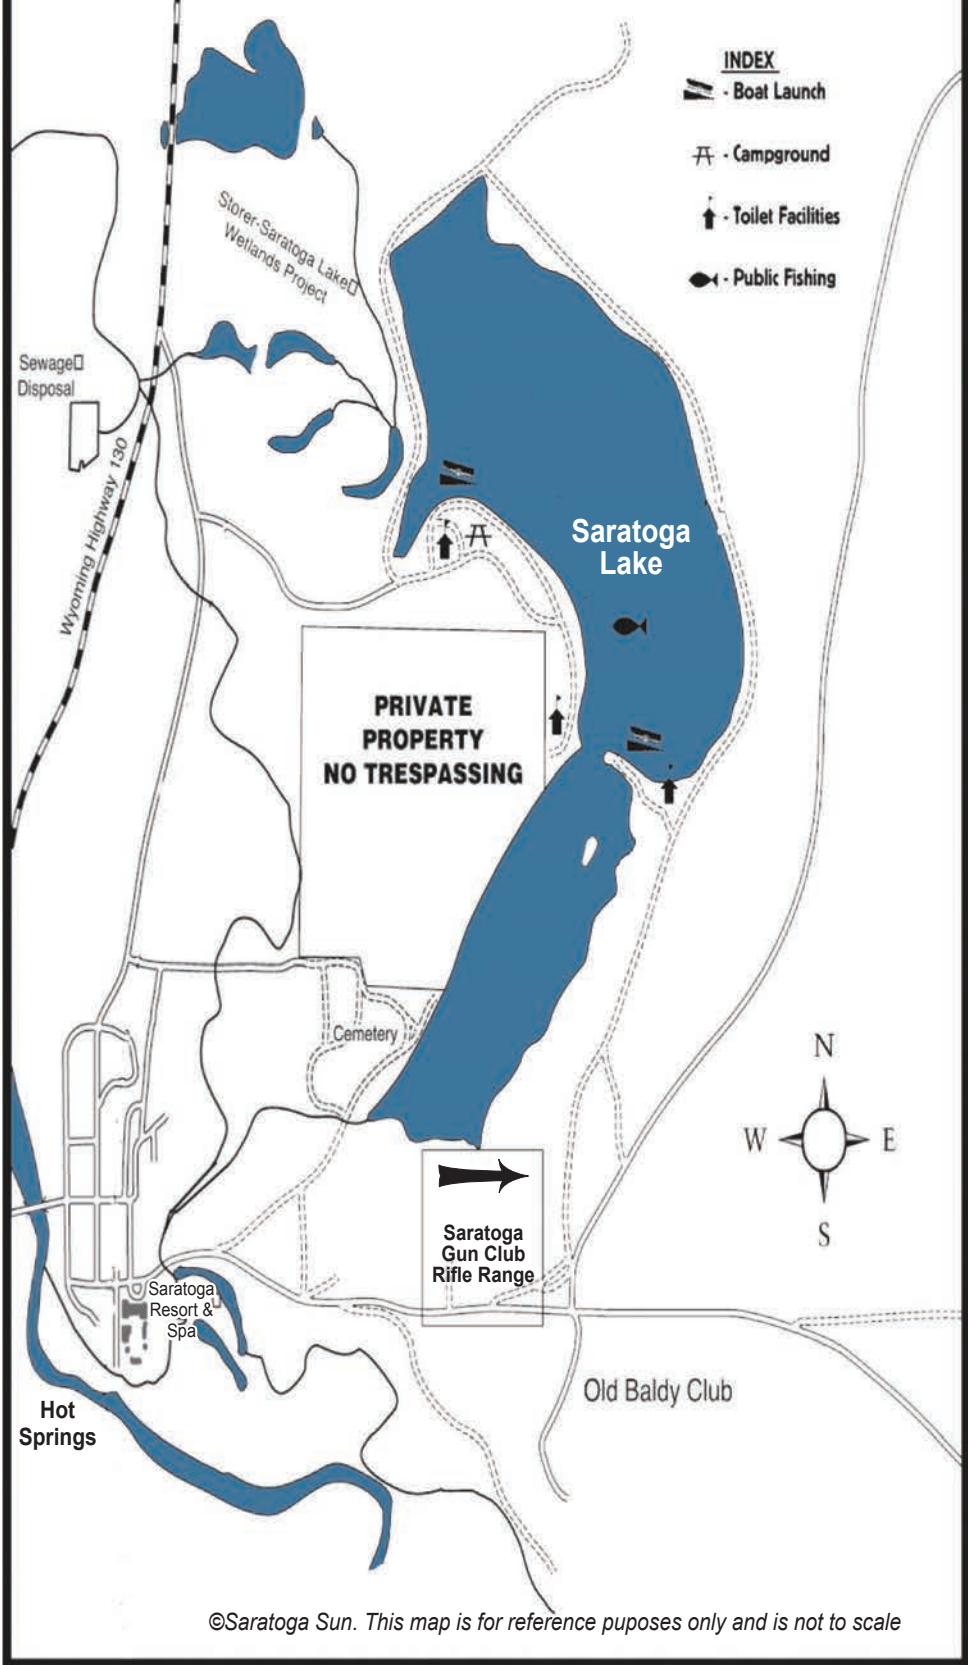 INDEX
- Boat Launch
- Campground
- Toilet Facilities
- Public Fishing
Storer-Saratoga Lake
Wetlands Project
Sewage
Disposal
Wyoming Highway 130
Saratoga
Lake
PRIVATE
PROPERTY
NO TRESPASSING
Cemetery
N
W
E
S
Saratoga
Gun Club
Rifle Range
Saratoga
Resort &
Spa
Old Baldy Club
Hot
Springs
©Saratoga Sun. This map is for reference puposes only and is not to scale